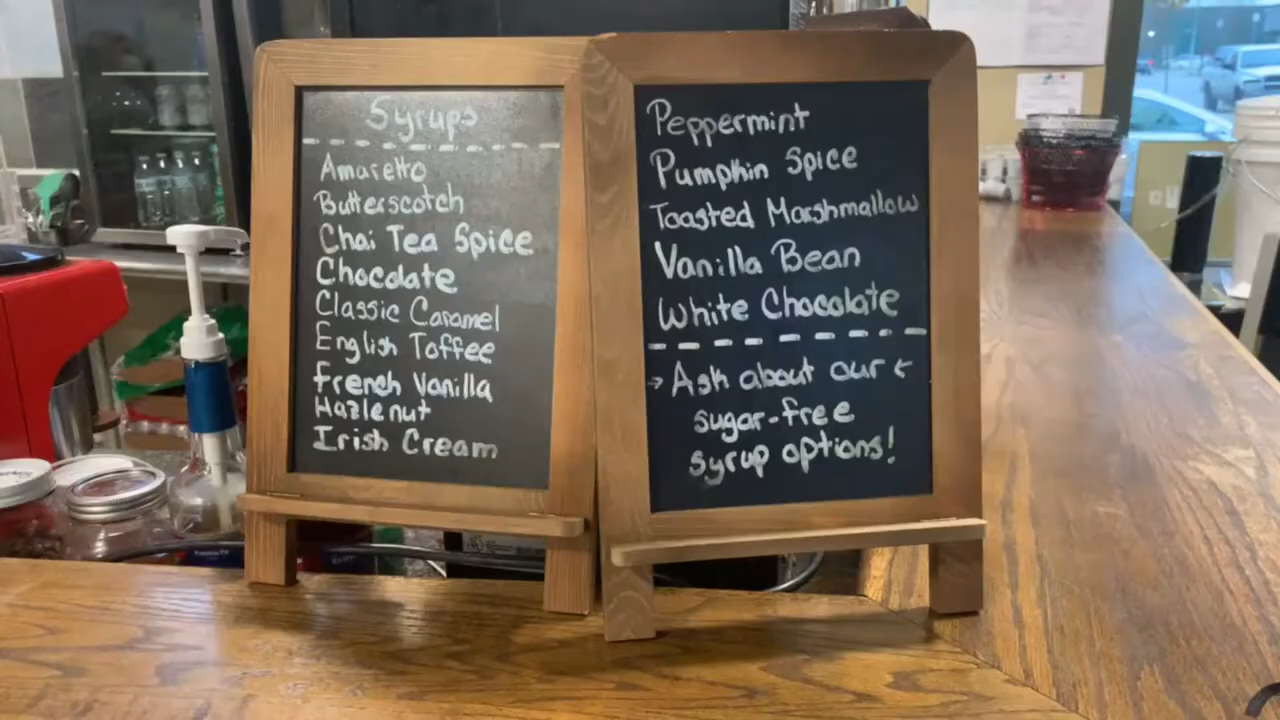 Syrups
Amaretto
Butterscotch
Chai Tea Spice
Chocolate
Classic Caramel
English Toffee
French Vanilla
Hazlenut
Irish Cream
Peppermint
Pumpkin Spice
Toasted Marshmallow
Vanilla Bean
White Chocolate
→ Ask about our ←
sugar-free
syrup options!